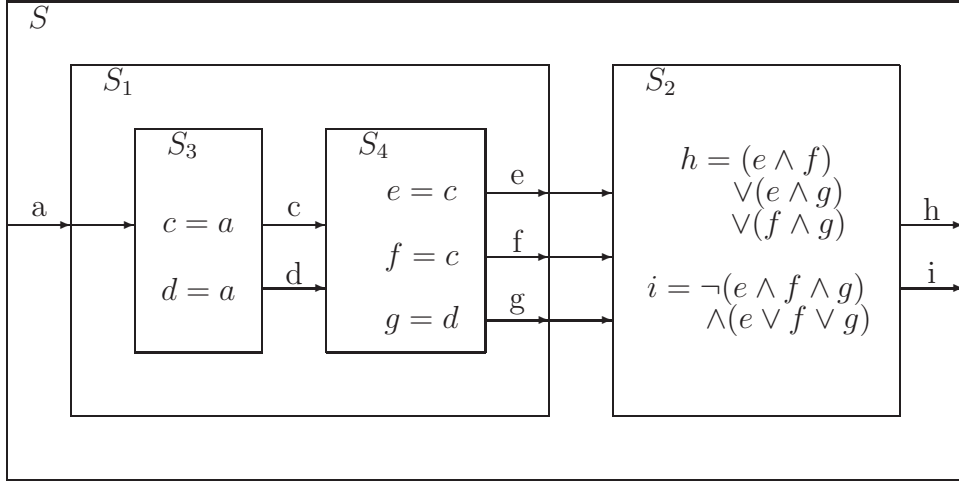 S
S₁
S₂
S₃
S₄
a
c = a
d = a
c
d
e = c
f = c
g = d
e
f
g
h = (e ∧ f)
∨(e ∧ g)
∨(f ∧ g)
i = ¬(e ∧ f ∧ g)
∧(e ∨ f ∨ g)
h
i